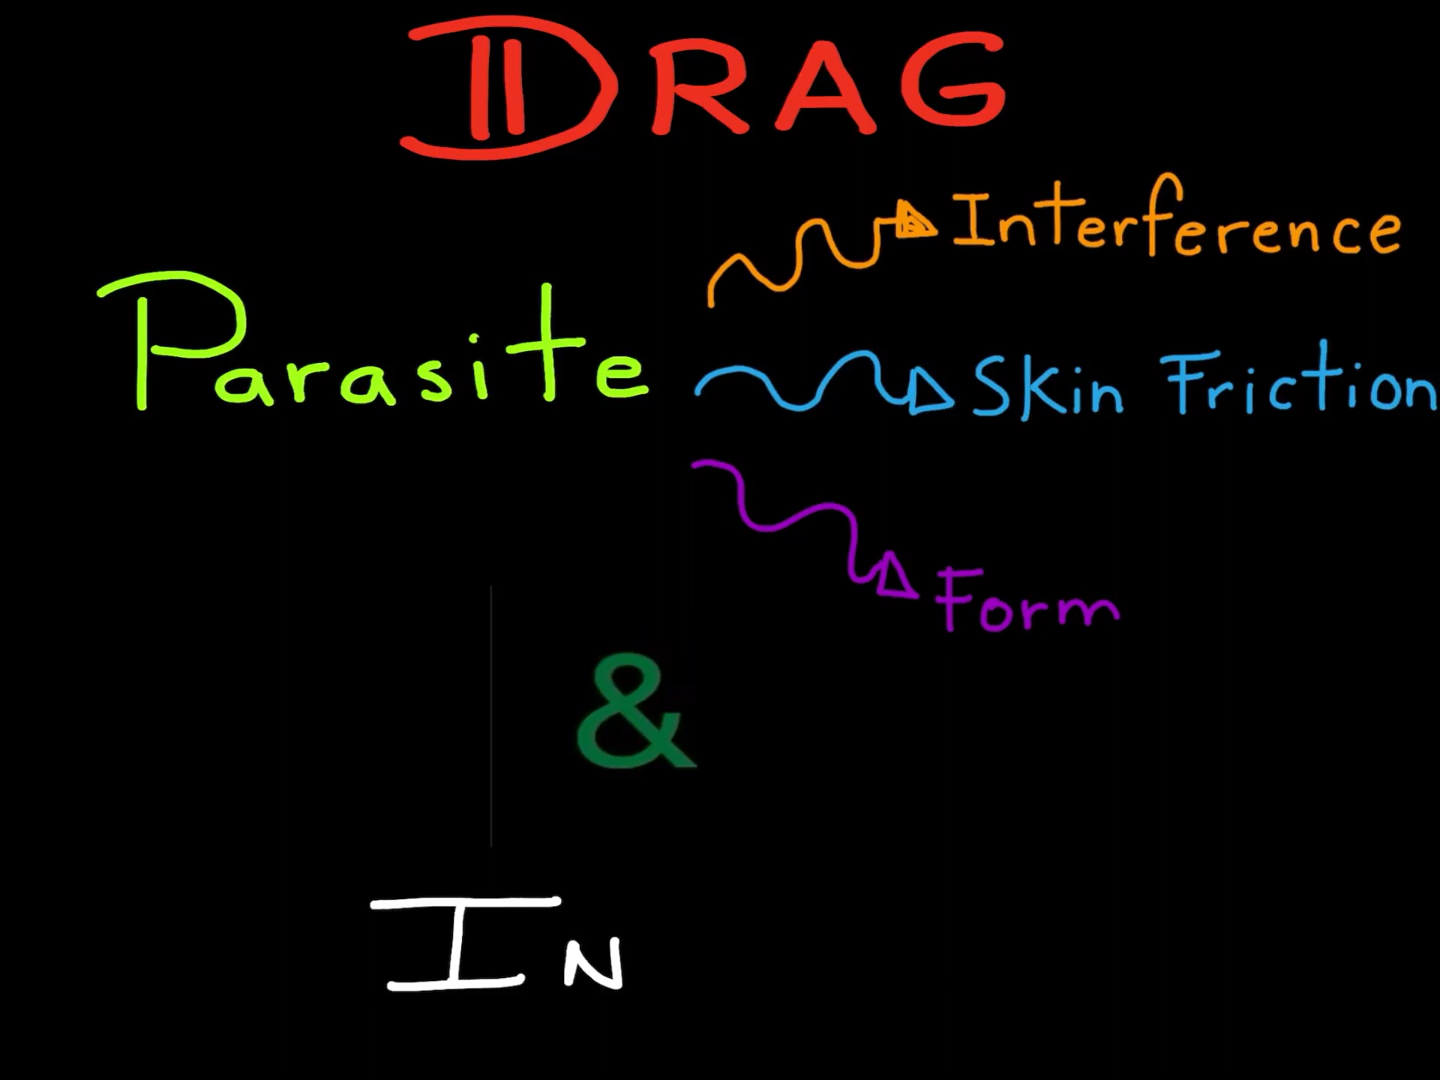 DRAG
Interference
Parasite
Skin Friction
Form
&
IN